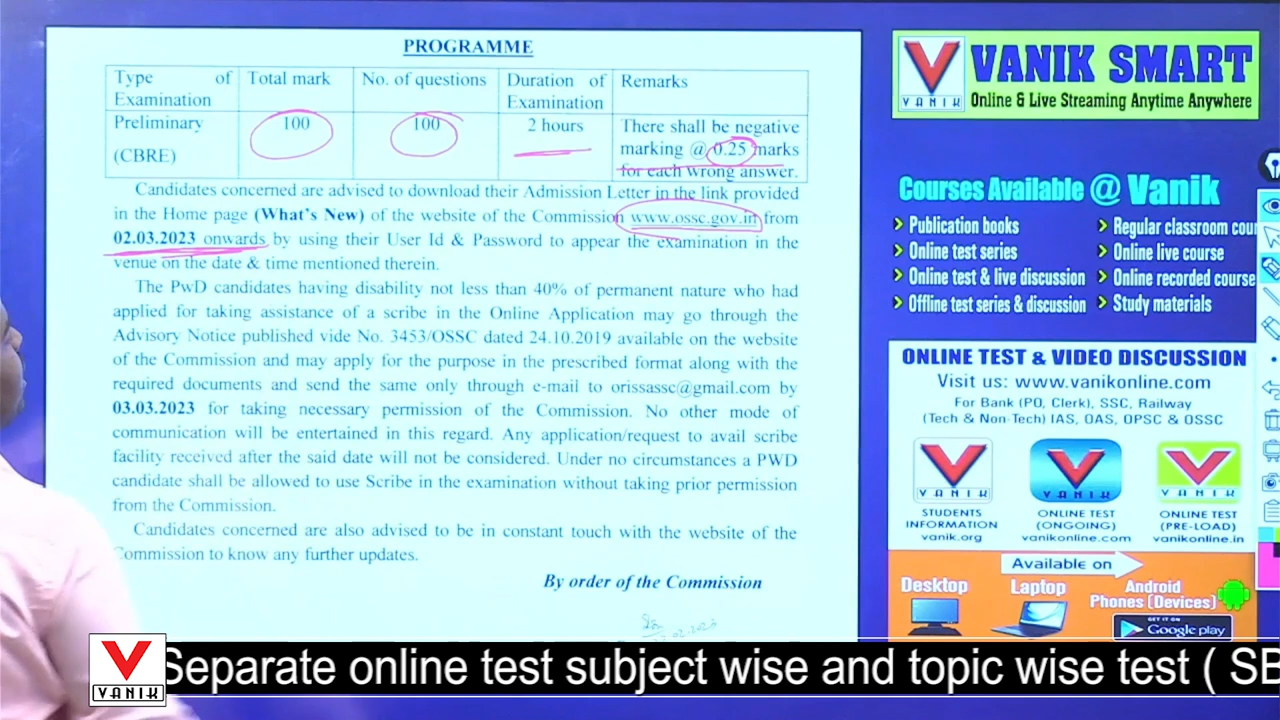 PROGRAMME
Type of Examination | Total mark | No. of questions | Duration of Examination | Remarks
Preliminary (CBRE) | 100 | 100 | 2 hours | There shall be negative marking @ 0.25 marks for each wrong answer.
Candidates concerned are advised to download their Admission Letter in the link provided
in the Home page (What's New) of the website of the Commission www.ossc.gov.in from
02.03.2023 onwards by using their User Id & Password to appear the examination in the
venue on the date & time mentioned therein.
The PwD candidates having disability not less than 40% of permanent nature who had
applied for taking assistance of a scribe in the Online Application may go through the
Advisory Notice published vide No. 3453/OSSC dated 24.10.2019 available on the website
of the Commission and may apply for the purpose in the prescribed format along with the
required documents and send the same only through e-mail to orissassc@gmail.com by
03.03.2023 for taking necessary permission of the Commission. No other mode of
communication will be entertained in this regard. Any application/request to avail scribe
facility received after the said date will not be considered. Under no circumstances a PWD
candidate shall be allowed to use Scribe in the examination without taking prior permission
from the Commission.
Candidates concerned are also advised to be in constant touch with the website of the
Commission to know any further updates.
By order of the Commission
VANIK
VANIK SMART
Online & Live Streaming Anytime Anywhere
Courses Available @ Vanik
Publication books
Online test series
Online test & live discussion
Offline test series & discussion
Regular classroom cour
Online live course
Online recorded course
Study materials
ONLINE TEST & VIDEO DISCUSSION
Visit us: www.vanikonline.com
For Bank (PO, Clerk), SSC, Railway
(Tech & Non-Tech) IAS, OAS, OPSC & OSSC
VANIK
VANIK
VANIK
STUDENTS INFORMATION vanik.org
ONLINE TEST (ONGOING) vanikonline.com
ONLINE TEST (PRE-LOAD) vanikonline.in
Available on
Desktop
Laptop
Android Phones (Devices)
GET IT ON Google play
VANIK
Separate online test subject wise and topic wise test ( SB